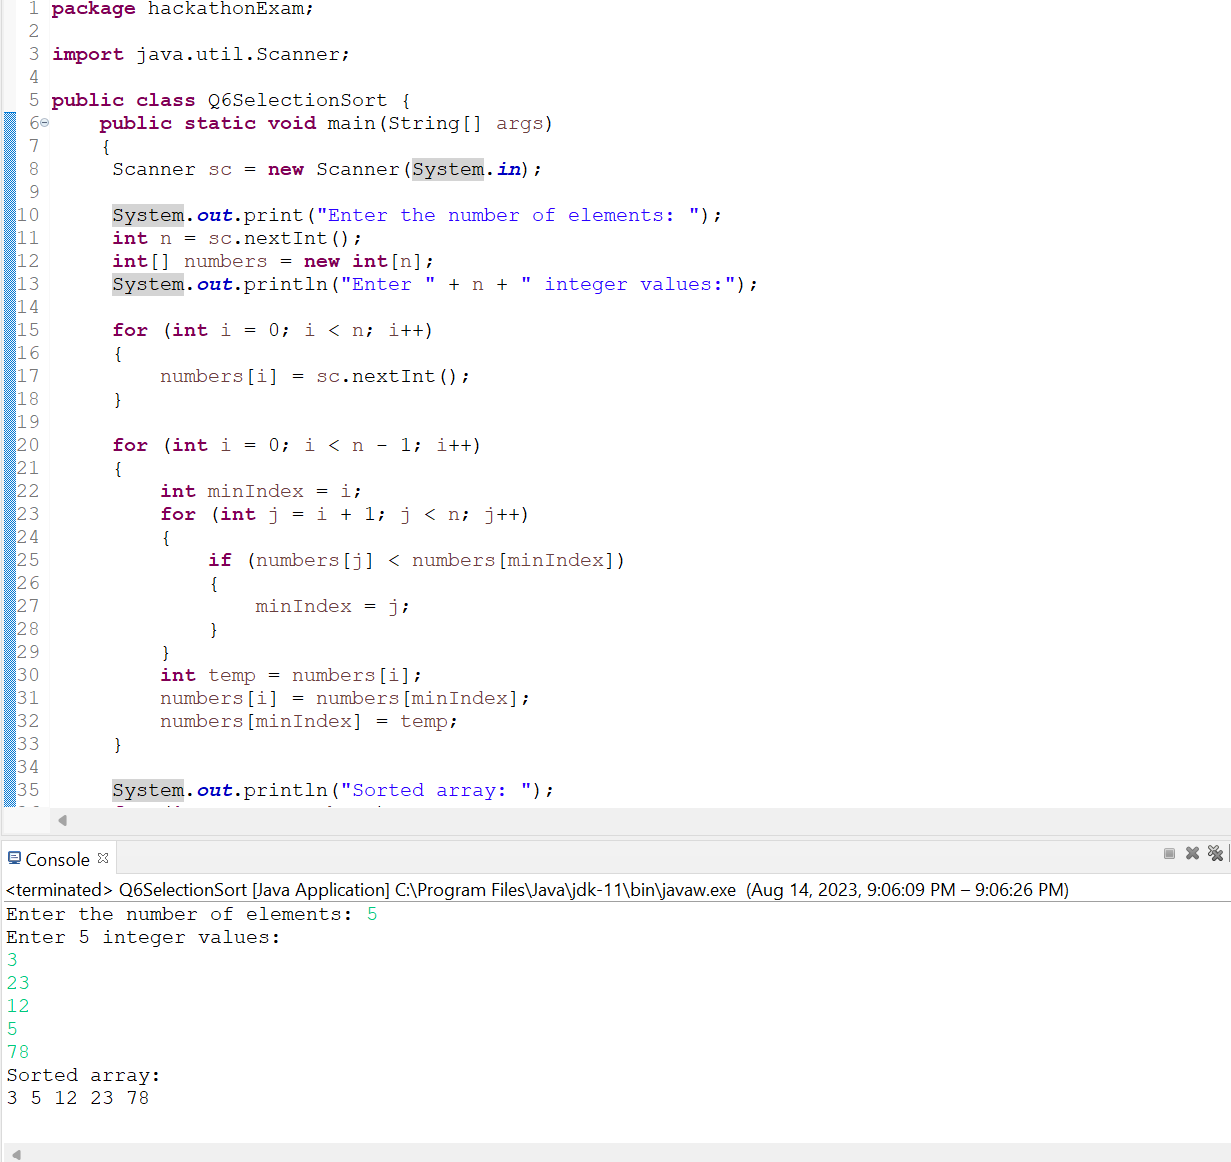 1 package hackathonExam;
2
3 import java.util.Scanner;
4
5 public class Q6SelectionSort {
6 public static void main(String[] args)
7 {
8 Scanner sc = new Scanner(System.in);
9
10 System.out.print("Enter the number of elements: ");
11 int n = sc.nextInt();
12 int[] numbers = new int[n];
13 System.out.println("Enter " + n + " integer values:");
14
15 for (int i = 0; i < n; i++)
16 {
17 numbers[i] = sc.nextInt();
18 }
19
20 for (int i = 0; i < n - 1; i++)
21 {
22 int minIndex = i;
23 for (int j = i + 1; j < n; j++)
24 {
25 if (numbers[j] < numbers[minIndex])
26 {
27 minIndex = j;
28 }
29 }
30 int temp = numbers[i];
31 numbers[i] = numbers[minIndex];
32 numbers[minIndex] = temp;
33 }
34
35 System.out.println("Sorted array: ");
Console
<terminated> Q6SelectionSort [Java Application] C:\Program Files\Java\jdk-11\bin\javaw.exe (Aug 14, 2023, 9:06:09 PM – 9:06:26 PM)
Enter the number of elements: 5
Enter 5 integer values:
3
23
12
5
78
Sorted array:
3 5 12 23 78